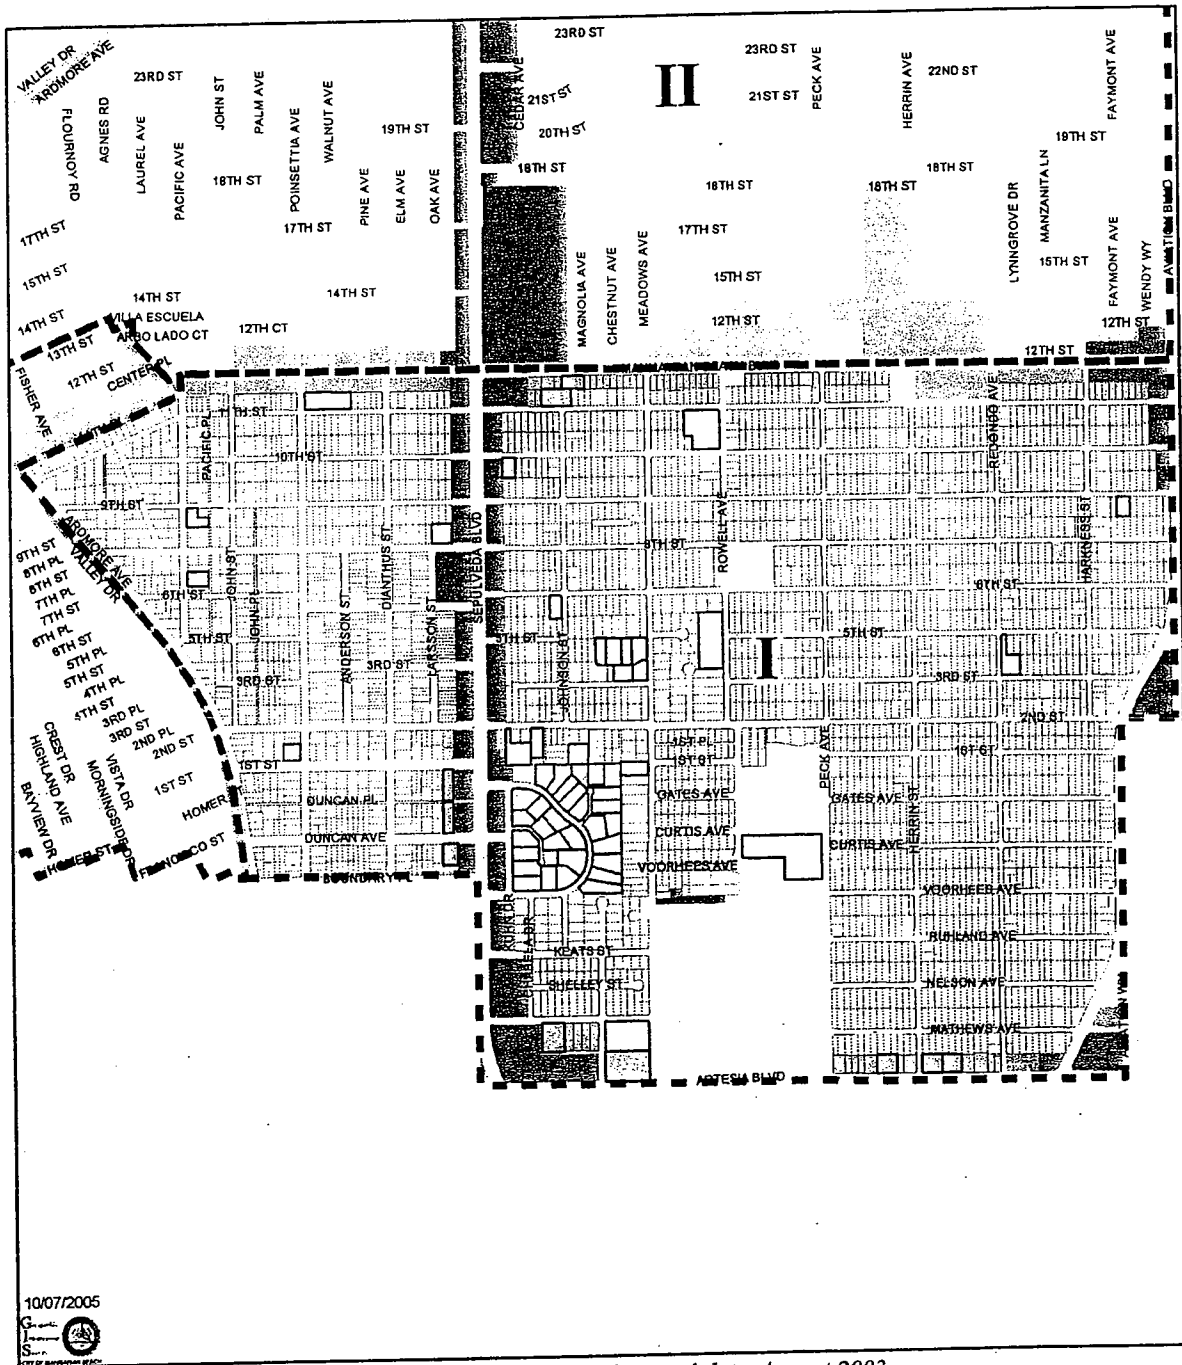 VALLEY DR
ARDMORE AVE
23RD ST
JOHN ST
PALM AVE
WALNUT AVE
19TH ST
CEDAR AVE
23RD ST
21ST ST
20TH ST
18TH ST
II
23RD ST
21ST ST
PECK AVE
HERRIN AVE
22ND ST
FAYMONT AVE
19TH ST
FLOURNOY RD
AGNES RD
LAUREL AVE
PACIFIC AVE
18TH ST
POINSETTIA AVE
PINE AVE
ELM AVE
OAK AVE
17TH ST
18TH ST
18TH ST
18TH ST
LYNNGROVE DR
MANZANITA LN
AVIATION BLVD
17TH ST
15TH ST
14TH ST
14TH ST
VILLA ESCUELA
ARBOLADO CT
12TH CT
14TH ST
MAGNOLIA AVE
CHESTNUT AVE
MEADOWS AVE
17TH ST
15TH ST
12TH ST
15TH ST
FAYMONT AVE
WENDY WY
12TH ST
12TH ST
13TH ST
12TH ST
CENTER PL
FISHER AVE
11TH ST
PACIFIC PL
10TH ST
REDONDO AVE
9TH ST
ARDMORE AVE
VALLEY DR
JOHN ST
DIANTHUS ST
SEPULVEDA BLVD
8TH ST
ROWELL AVE
HARKNESS ST
6TH ST
9TH ST
8TH PL
8TH ST
7TH PL
7TH ST
6TH PL
6TH ST
5TH PL
5TH ST
4TH PL
4TH ST
3RD PL
3RD ST
2ND PL
2ND ST
1ST ST
6TH ST
5TH ST
JOHN PL
ANDERSON ST
LARSSON ST
3RD ST
3RD ST
JOHNSON ST
I
5TH ST
3RD ST
2ND ST
CREST DR
HIGHLAND AVE
BAYVIEW DR
VISTA DR
MORNINGSIDE DR
HOMER ST
HOMER ST
FRANCISCO ST
1ST ST
DUNCAN PL
DUNCAN AVE
BOUNDARY PL
1ST PL
1ST ST
GATES AVE
CURTIS AVE
VOORHEES AVE
PECK AVE
1ST ST
GATES AVE
HERRIN ST
CURTIS AVE
VOORHEES AVE
RUHLAND AVE
NELSON AVE
MATHEWS AVE
KUHN DR
KEATS ST
SHELLEY ST
ARTESIA BLVD
10/07/2005
CITY OF MANHATTAN BEACH